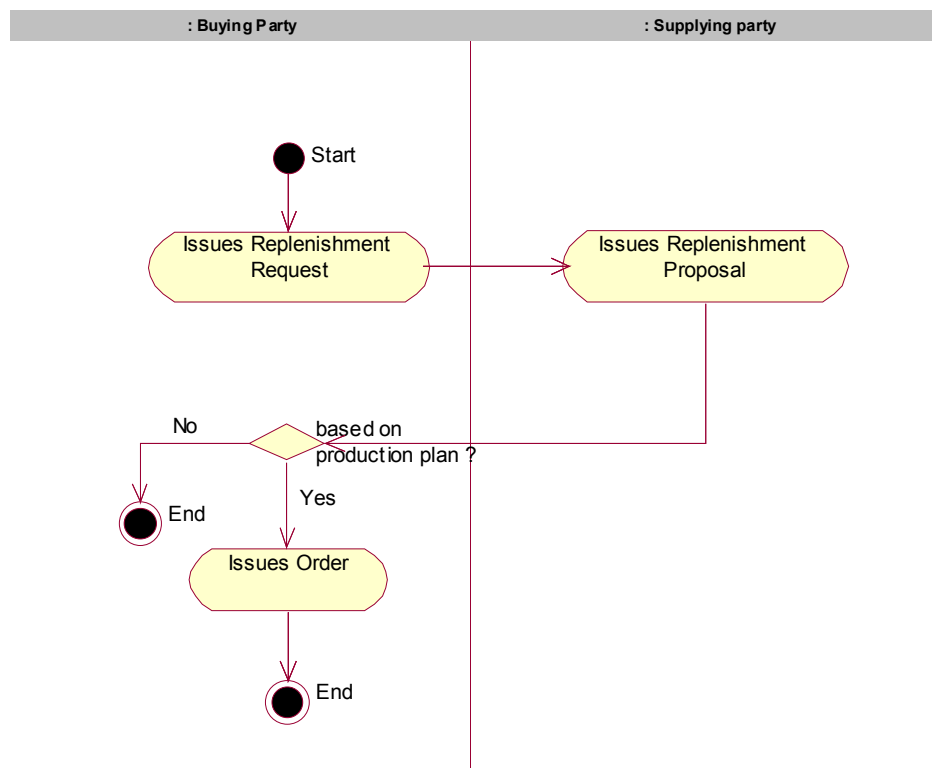 : Buying Party
: Supplying party
Start
Issues Replenishment
Request
Issues Replenishment
Proposal
No
based on
production plan ?
Yes
End
Issues Order
End